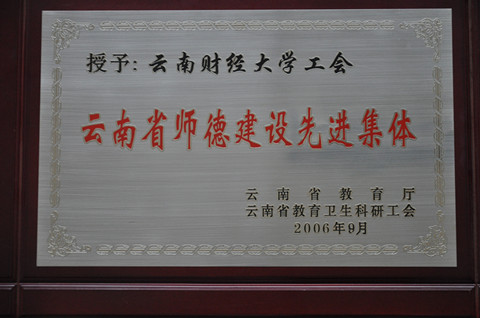 授予:云南财经大学工会
云南省师德建设先进集体
云南省教育厅
云南省教育卫生科研工会
2006年9月